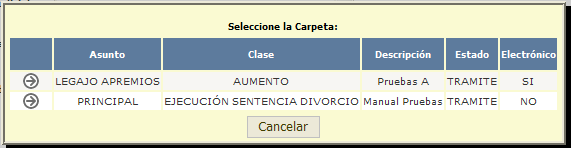 Seleccione la Carpeta:
Asunto Clase Descripción Estado Electrónico
LEGAJO APREMIOS AUMENTO Pruebas A TRAMITE SI
PRINCIPAL EJECUCIÓN SENTENCIA DIVORCIO Manual Pruebas TRAMITE NO
Cancelar